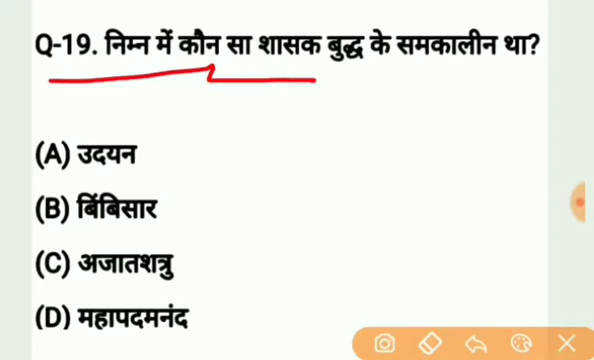 Q-19. निम्न में कौन सा शासक बुद्ध के समकालीन था?
(A) उदयन
(B) बिंबिसार
(C) अजातशत्रु
(D) महापदमनंद